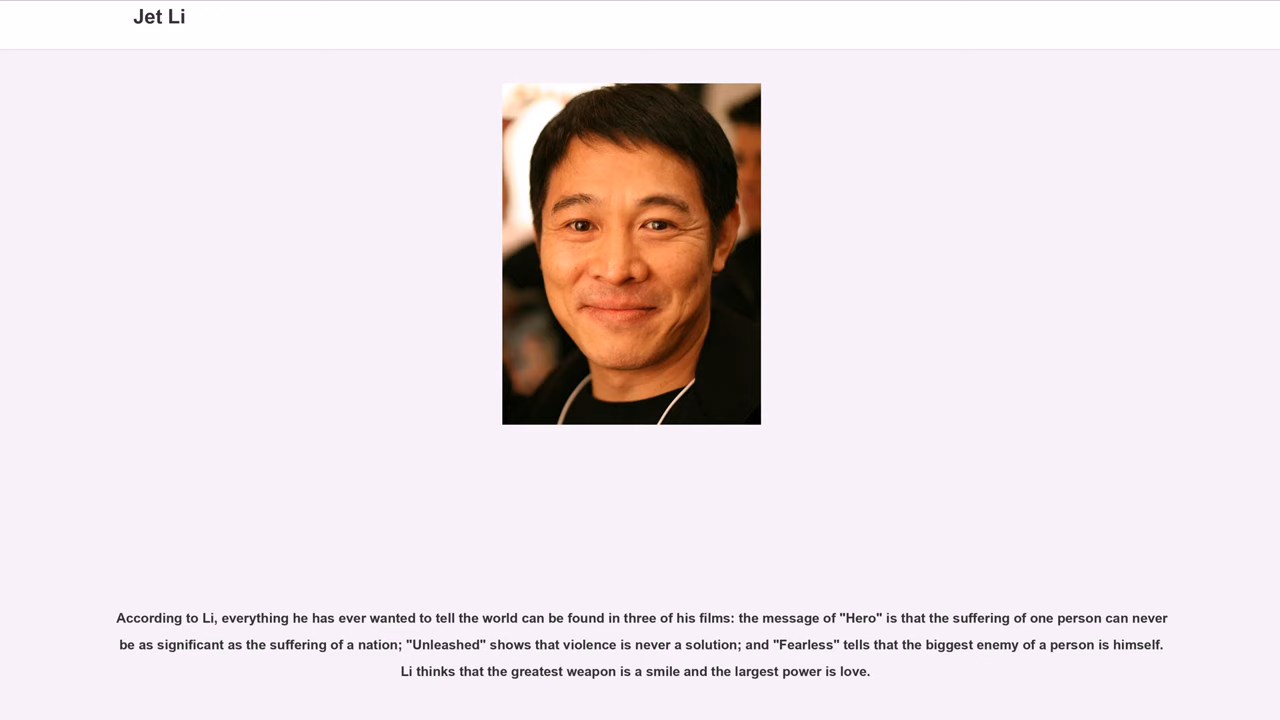 Jet Li
According to Li, everything he has ever wanted to tell the world can be found in three of his films: the message of "Hero" is that the suffering of one person can never
be as significant as the suffering of a nation; "Unleashed" shows that violence is never a solution; and "Fearless" tells that the biggest enemy of a person is himself.
Li thinks that the greatest weapon is a smile and the largest power is love.